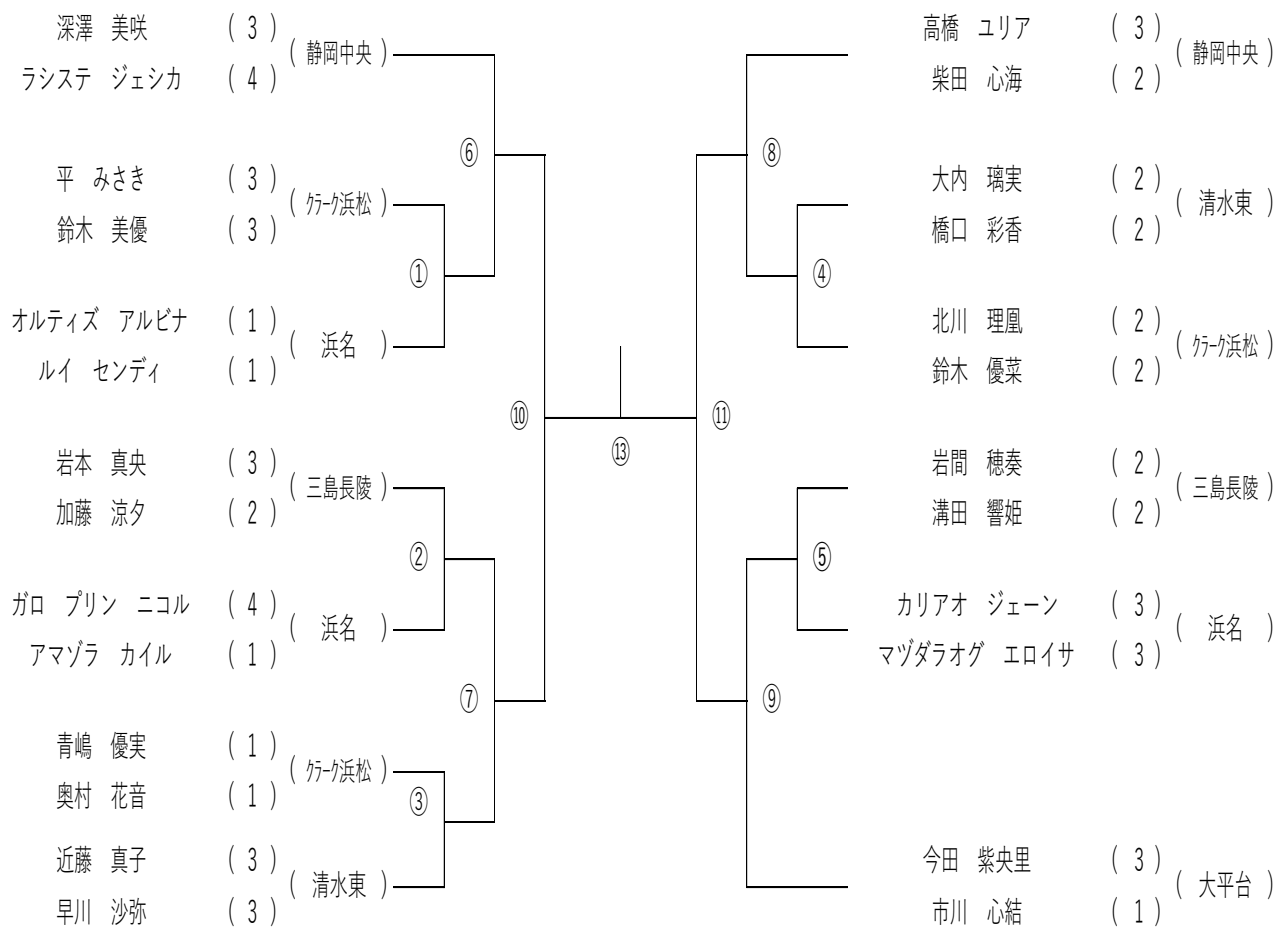 深澤　美咲　( 3 )
( 静岡中央 )
ラシステ　ジェシカ　( 4 )
⑥
平　みさき　( 3 )
( クラーク浜松 )
鈴木　美優　( 3 )
①
オルティズ　アルビナ　( 1 )
( 浜名 )
ルイ　センディ　( 1 )
⑩
岩本　真央　( 3 )
( 三島長陵 )
加藤　涼夕　( 2 )
②
ガロ　プリン　ニコル　( 4 )
( 浜名 )
アマゾラ　カイル　( 1 )
⑦
青嶋　優実　( 1 )
( クラーク浜松 )
奥村　花音　( 1 )
③
近藤　真子　( 3 )
( 清水東 )
早川　沙弥　( 3 )
⑬
高橋　ユリア　( 3 )
( 静岡中央 )
柴田　心海　( 2 )
⑧
大内　璃実　( 2 )
( 清水東 )
橋口　彩香　( 2 )
④
北川　理凰　( 2 )
( クラーク浜松 )
鈴木　優菜　( 2 )
⑪
岩間　穂奏　( 2 )
( 三島長陵 )
溝田　響姫　( 2 )
⑤
カリアオ　ジェーン　( 3 )
( 浜名 )
マヅダラオグ　エロイサ　( 3 )
⑨
今田　紫央里　( 3 )
( 大平台 )
市川　心結　( 1 )